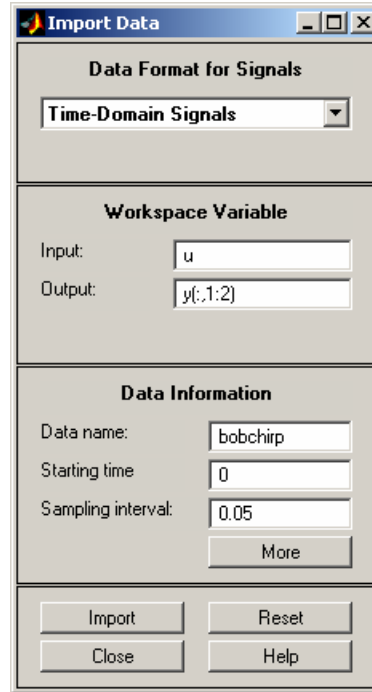 Import Data
Data Format for Signals
Time-Domain Signals
Workspace Variable
Input: u
Output: y(:,1:2)
Data Information
Data name: bobchirp
Starting time 0
Sampling interval: 0.05
More
Import Reset
Close Help